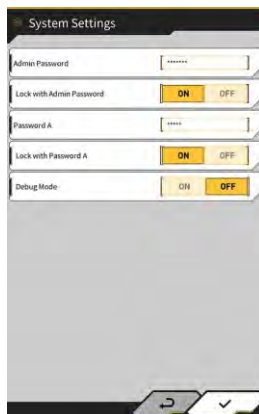 System Settings
Admin Password
.......
Lock with Admin Password
ON OFF
Password A
.....
Lock with Password A
ON OFF
Debug Mode
ON OFF